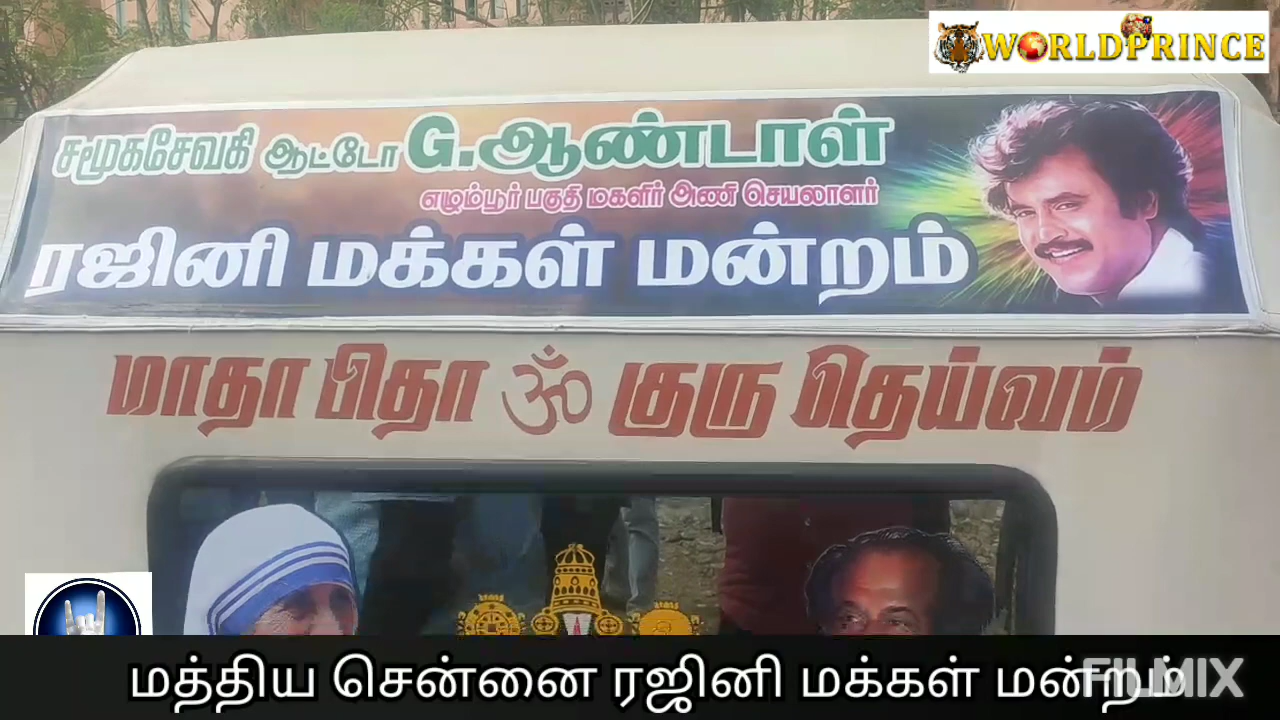 WORLDPRINCE
சமூகசேவகி ஆட்டோ G.ஆண்டாள்
எழும்பூர் பகுதி மகளிர் அணி செயலாளர்
ரஜினி மக்கள் மன்றம்
மாதா பிதா ௐ குரு தெய்வம்
மத்திய சென்னை ரஜினி மக்கள் மன்றம்
FILMIX